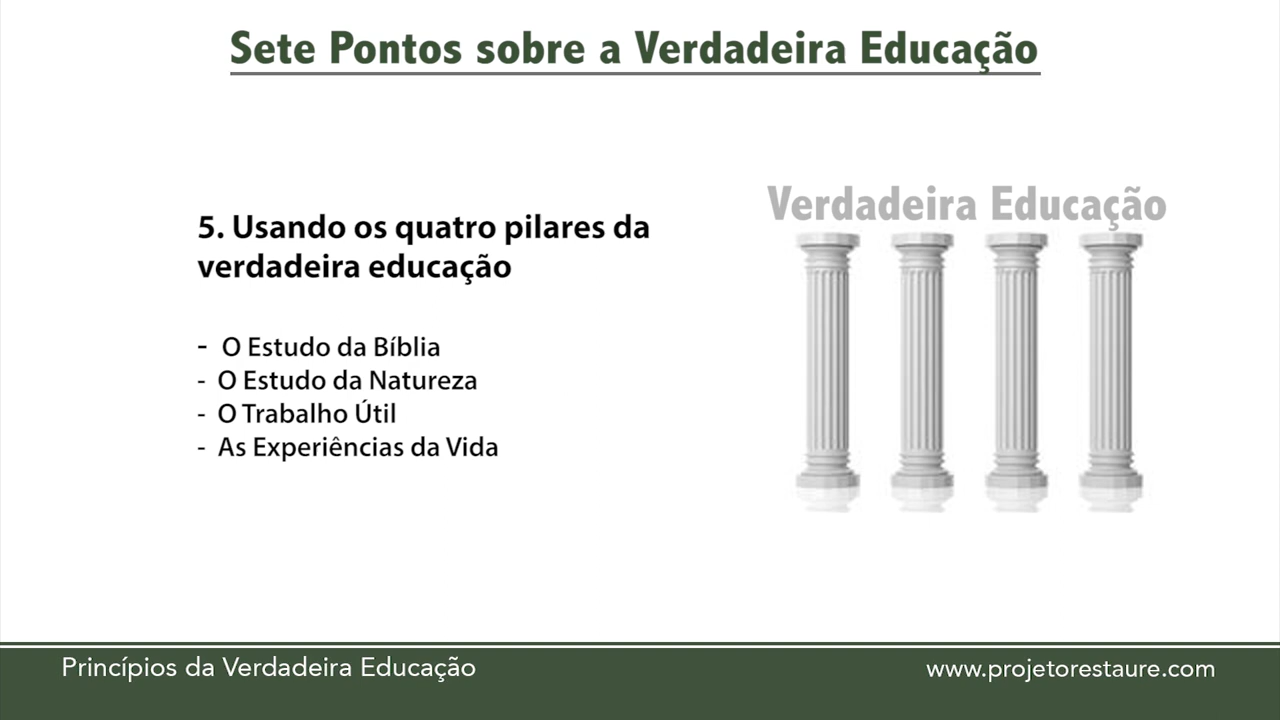 Sete Pontos sobre a Verdadeira Educação
5. Usando os quatro pilares da
verdadeira educação
- O Estudo da Bíblia
- O Estudo da Natureza
- O Trabalho Útil
- As Experiências da Vida
Verdadeira Educação
Princípios da Verdadeira Educação
www.projetorestaure.com